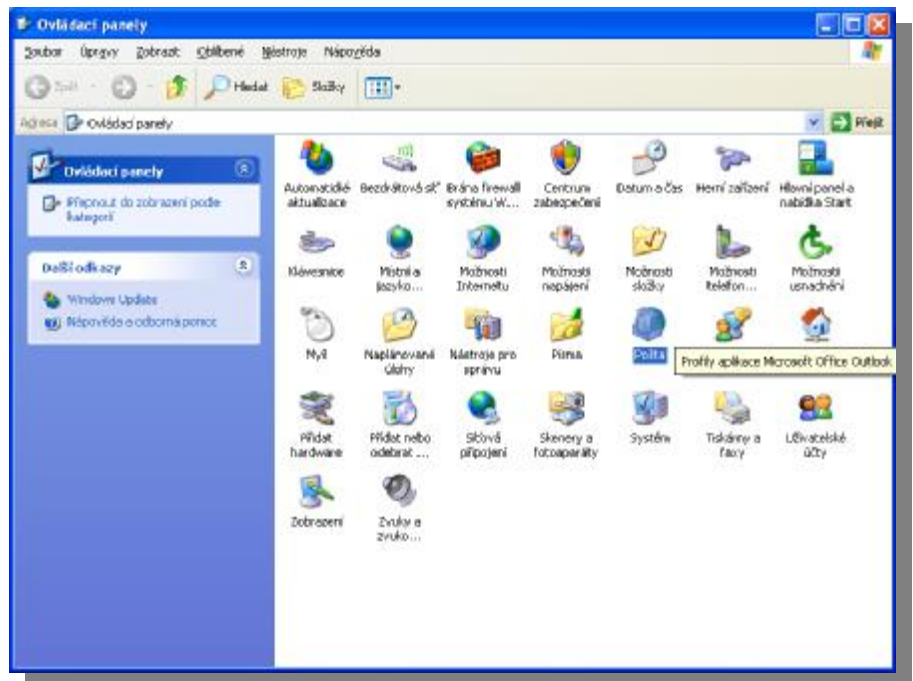 Ovládací panely
Soubor Úpravy Zobrazit Oblíbené Nástroje Nápověda
Zpět Hledat Složky
Adresa Ovládací panely Přejít
Ovládací panely
Přepnout do zobrazení podle
kategorií
Další odkazy
Windows Update
Nápověda a odborná pomoc
Automatické
aktualizace
Bezdrátová síť
Brána firewall
systému W...
Centrum
zabezpečení
Datum a čas
Herní zařízení
Hlavní panel a
nabídka Start
Klávesnice
Místní a
jazyko...
Možnosti
Internetu
Možnosti
napájení
Možnosti
složky
Možnosti
telefon...
Možnosti
usnadnění
Myš
Naplánované
úlohy
Nástroje pro
správu
Písma
Pošta
Profily aplikace Microsoft Office Outlook
Přidat
hardware
Přidat nebo
odebrat ...
Síťová
připojení
Skenery a
fotoaparáty
Systém
Tiskárny a
faxy
Uživatelské
účty
Zobrazení
Zvuky a
zvuko...